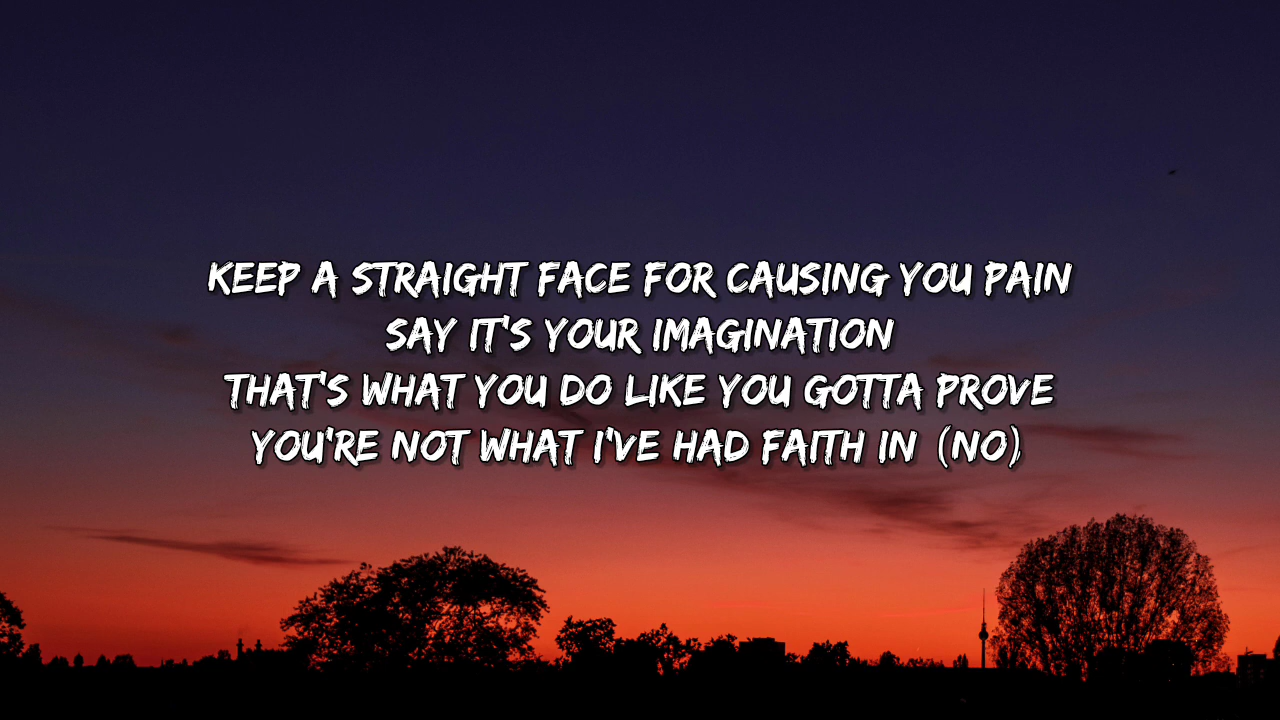 KEEP A STRAIGHT FACE FOR CAUSING YOU PAIN
SAY IT'S YOUR IMAGINATION
THAT'S WHAT YOU DO LIKE YOU GOTTA PROVE
YOU'RE NOT WHAT I'VE HAD FAITH IN (NO)